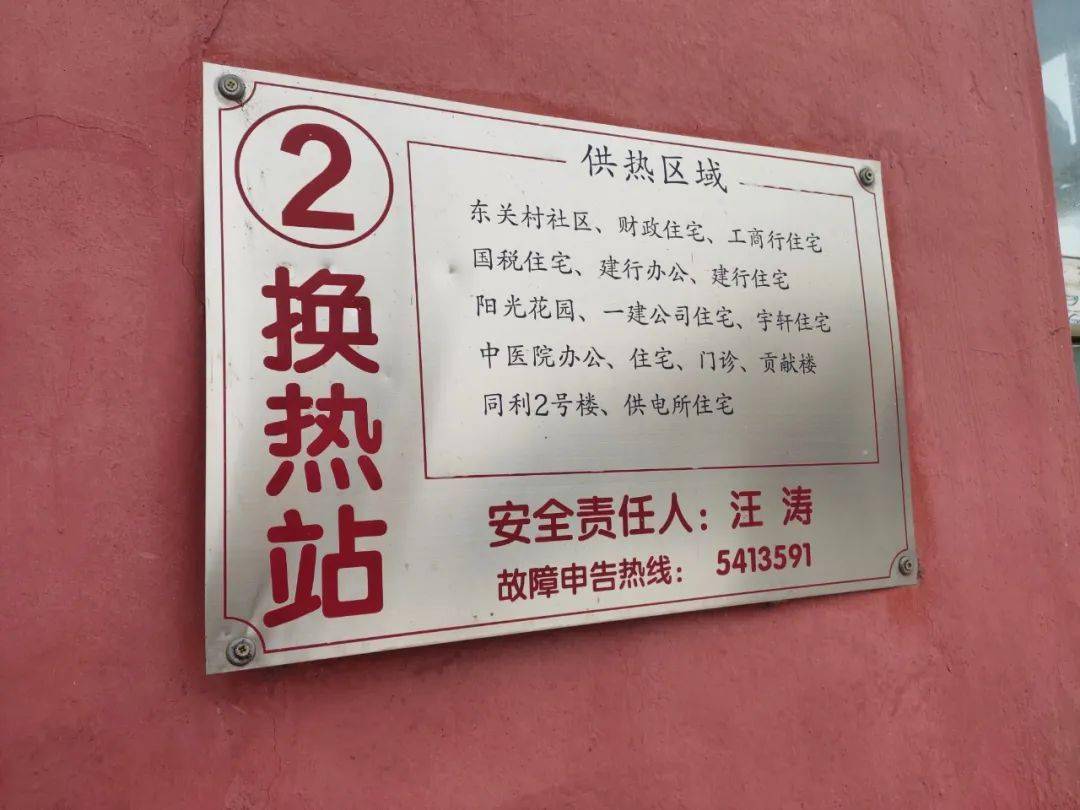 ②换热站
供热区域
东关村社区、财政住宅、工商行住宅
国税住宅、建行办公、建行住宅
阳光花园、一建公司住宅、宇轩住宅
中医院办公、住宅、门诊、贡献楼
同利2号楼、供电所住宅
安全责任人：汪 涛
故障申告热线： 5413591